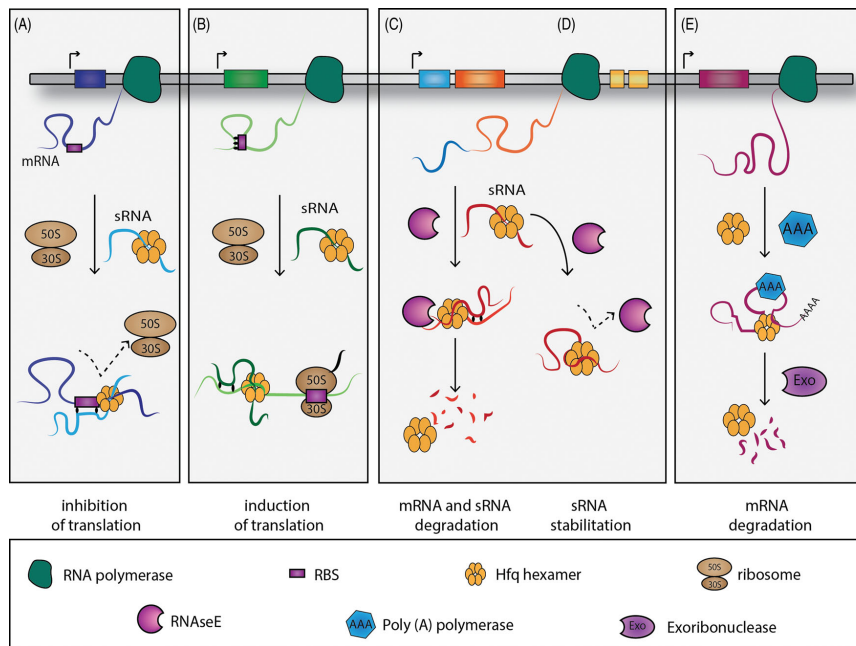 (A)
(B)
(C)
(D)
(E)
mRNA
sRNA
50S
30S
50S
30S
sRNA
50S
30S
50S
30S
sRNA
AAA
AAA
AAAA
Exo
inhibition
of translation
induction
of translation
mRNA and sRNA
degradation
sRNA
stabilitation
mRNA
degradation
RNA polymerase
RBS
Hfq hexamer
50S
30S
ribosome
RNAseE
AAA
Poly (A) polymerase
Exo
Exoribonuclease